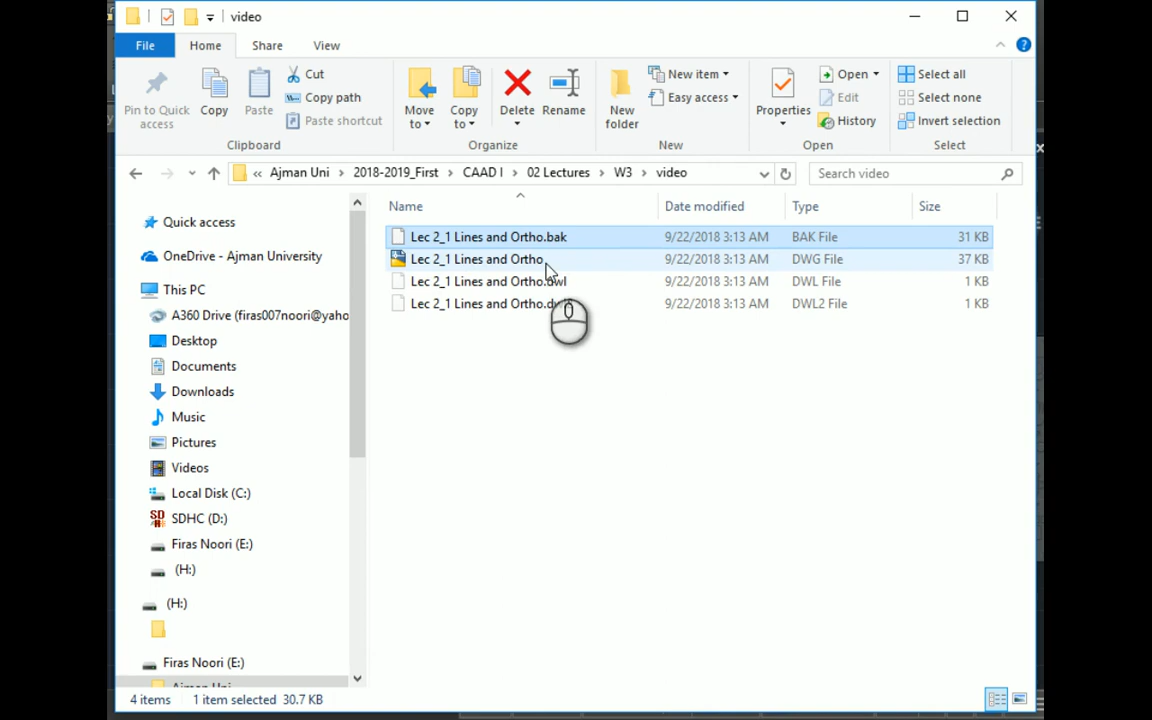 video
File Home Share View
Pin to Quick access
Copy
Paste
Cut
Copy path
Paste shortcut
Clipboard
Move to
Copy to
Delete
Rename
Organize
New folder
New item
Easy access
New
Properties
Open
Edit
History
Open
Select all
Select none
Invert selection
Select
« Ajman Uni > 2018-2019_First > CAAD I > 02 Lectures > W3 > video
Search video
Name Date modified Type Size
Lec 2_1 Lines and Ortho.bak 9/22/2018 3:13 AM BAK File 31 KB
Lec 2_1 Lines and Ortho 9/22/2018 3:13 AM DWG File 37 KB
Lec 2_1 Lines and Ortho.dwl 9/22/2018 3:13 AM DWL File 1 KB
Lec 2_1 Lines and 9/22/2018 3:13 AM DWL2 File 1 KB
Quick access
OneDrive - Ajman University
This PC
A360 Drive (firas007noori@yaho
Desktop
Documents
Downloads
Music
Pictures
Videos
Local Disk (C:)
SDHC (D:)
Firas Noori (E:)
(H:)
(H:)
Firas Noori (E:)
Ajman Uni
4 items 1 item selected 30.7 KB